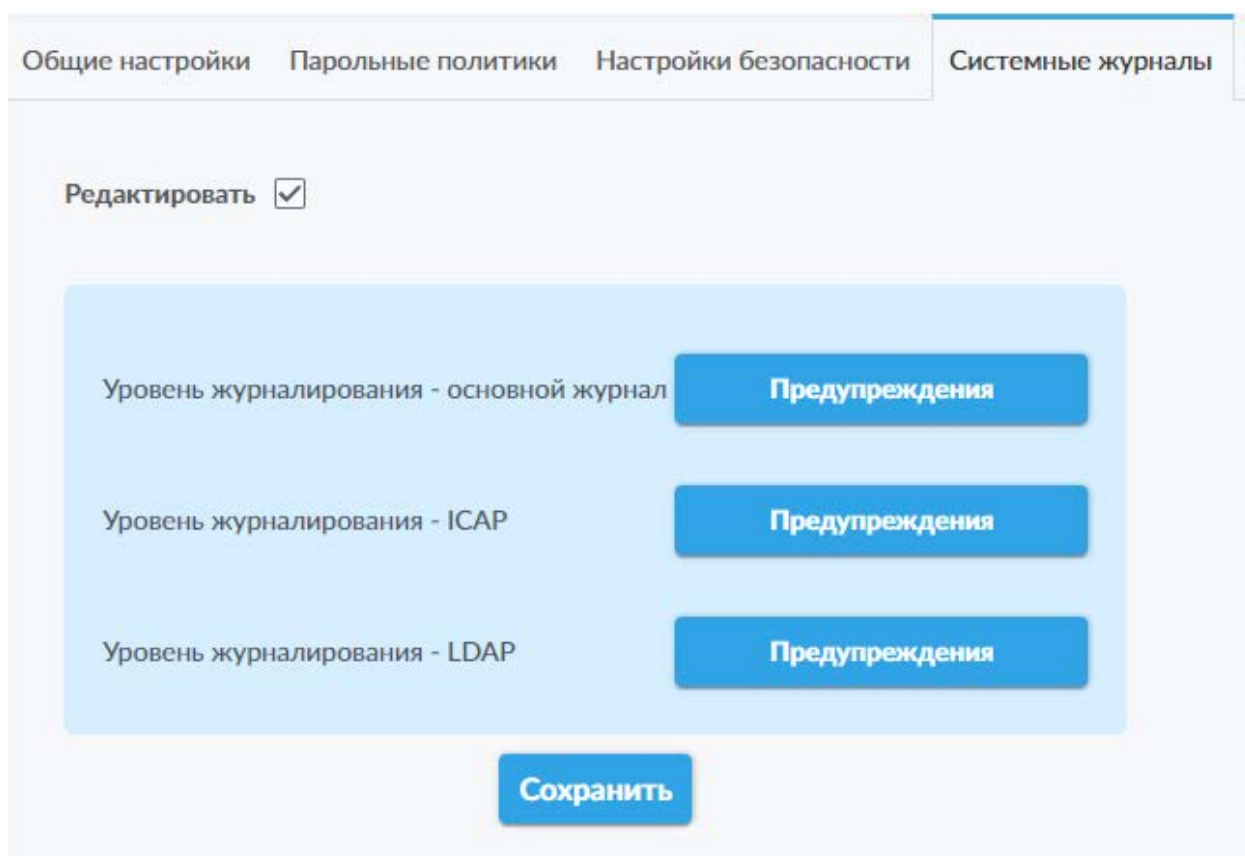 Общие настройки Парольные политики Настройки безопасности Системные журналы
Редактировать
Уровень журналирования - основной журнал Предупреждения
Уровень журналирования - ICAP Предупреждения
Уровень журналирования - LDAP Предупреждения
Сохранить